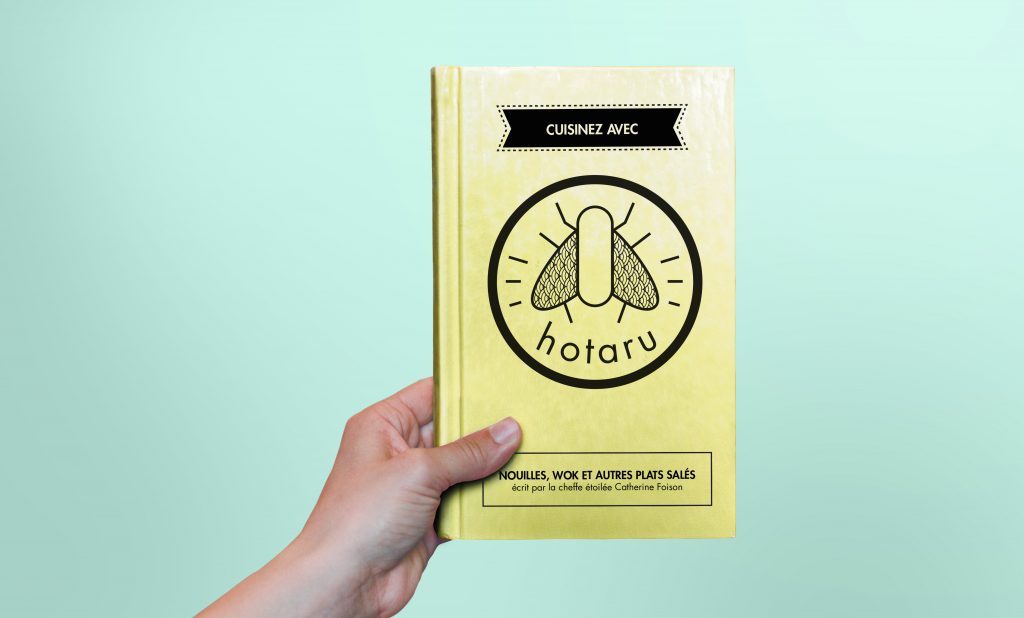 CUISINEZ AVEC
hotaru
NOUILLES, WOK ET AUTRES PLATS SALÉS
écrit par la cheffe étoilée Catherine Foison